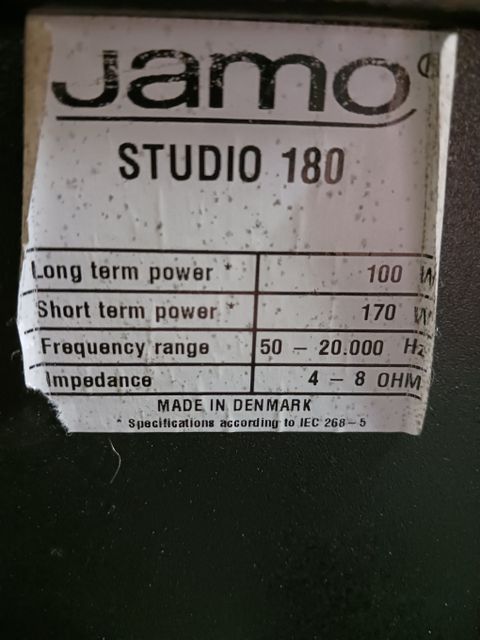 Jamo®
STUDIO 180
Long term power * 100 W
Short term power * 170 W
Frequency range 50 – 20.000 Hz
Impedance 4 – 8 OHM
MADE IN DENMARK
* Specifications according to IEC 268–5